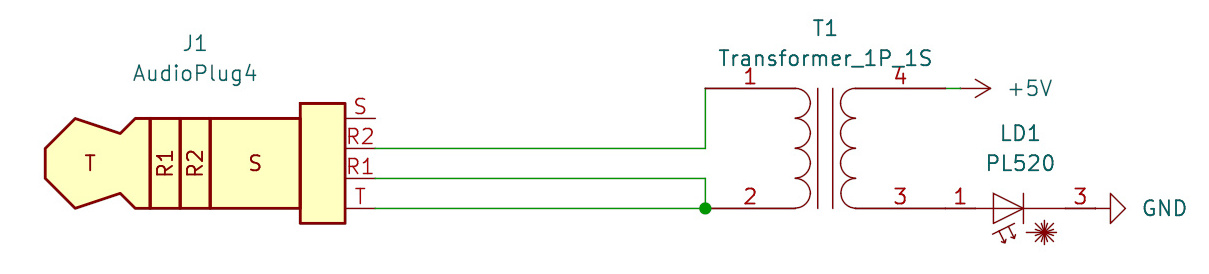 J1
AudioPlug4
T
R1
R2
S
S
R2
R1
T
T1
Transformer_1P_1S
1
4
2
3
+5V
LD1
PL520
1
3
GND